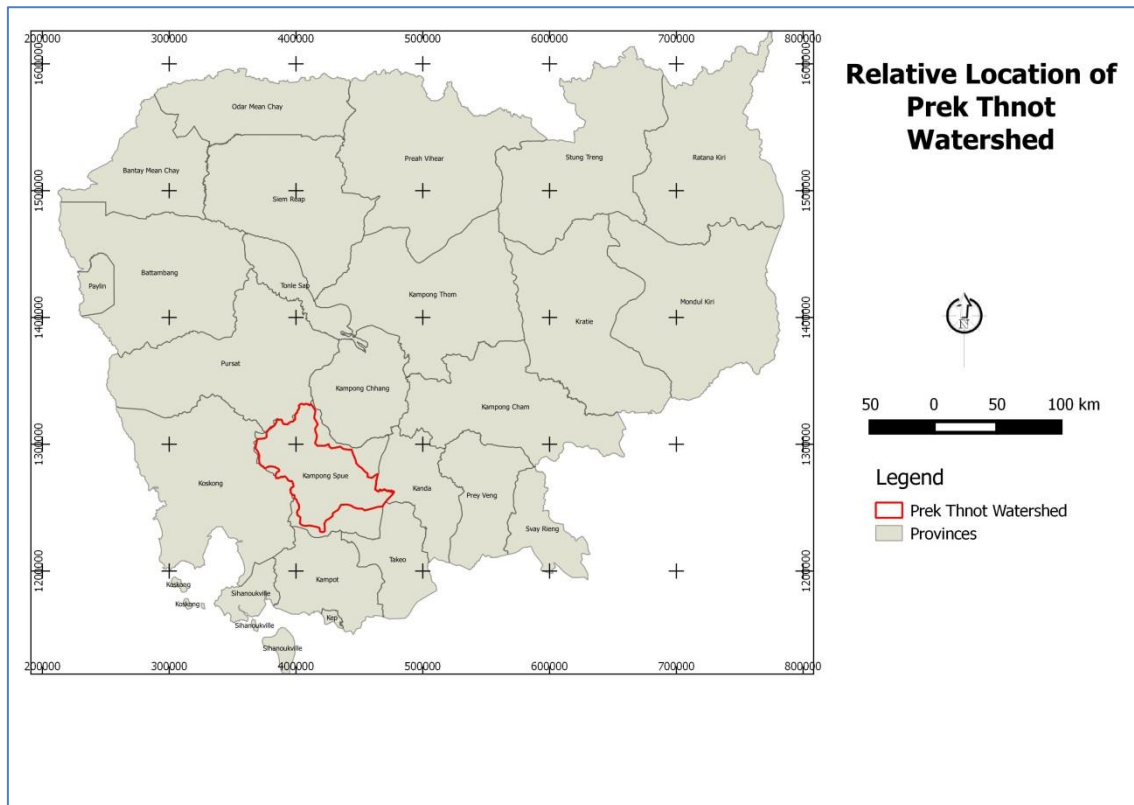 200000 300000 400000 500000 600000 700000 800000
1600000 1600000
1500000 1500000
1400000 1400000
1300000 1300000
1200000 1200000
200000 300000 400000 500000 600000 700000 800000
Odar Mean Chay
Preah Vihear
Stung Treng
Ratana Kiri
Bantay Mean Chay
Siem Reap
Battambang
Paylin
Tonle Sap
Kampong Thom
Kratie
Mondul Kiri
Pursat
Kampong Chhang
Kampong Cham
Koskong
Kampong Spue
Kanda
Prey Veng
Svay Rieng
Takeo
Kampot
Koskong
Koskong
Sihanoukville
Sihanoukville
Kep
Sihanoukville
Relative Location of
Prek Thnot
Watershed
N
50 0 50 100 km
Legend
Prek Thnot Watershed
Provinces